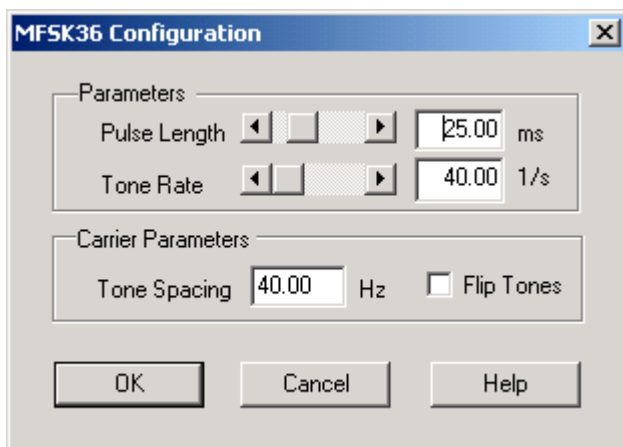 MFSK36 Configuration
Parameters
Pulse Length 25.00 ms
Tone Rate 40.00 1/s
Carrier Parameters
Tone Spacing 40.00 Hz Flip Tones
OK Cancel Help